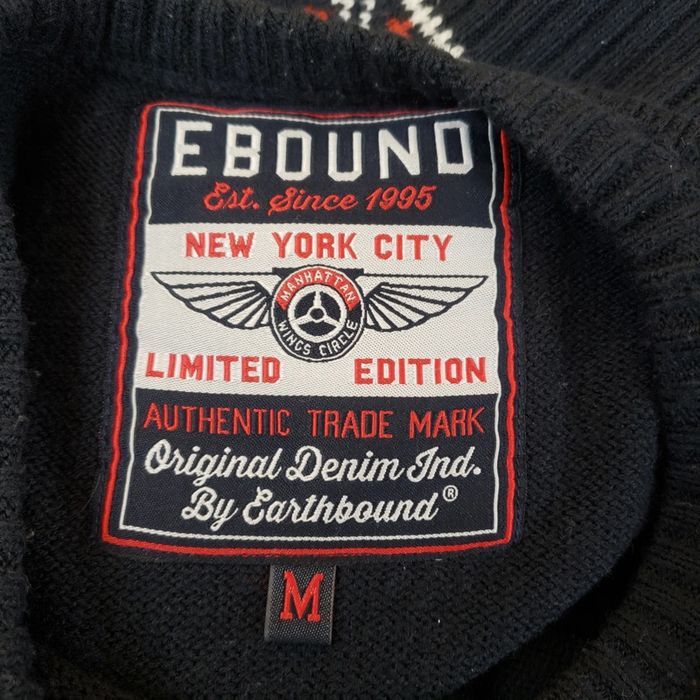 EBOUND
Est. Since 1995
NEW YORK CITY
MANHATTAN
WINGS CIRCLE
LIMITED EDITION
AUTHENTIC TRADE MARK
Original Denim Ind.
By Earthbound®
M